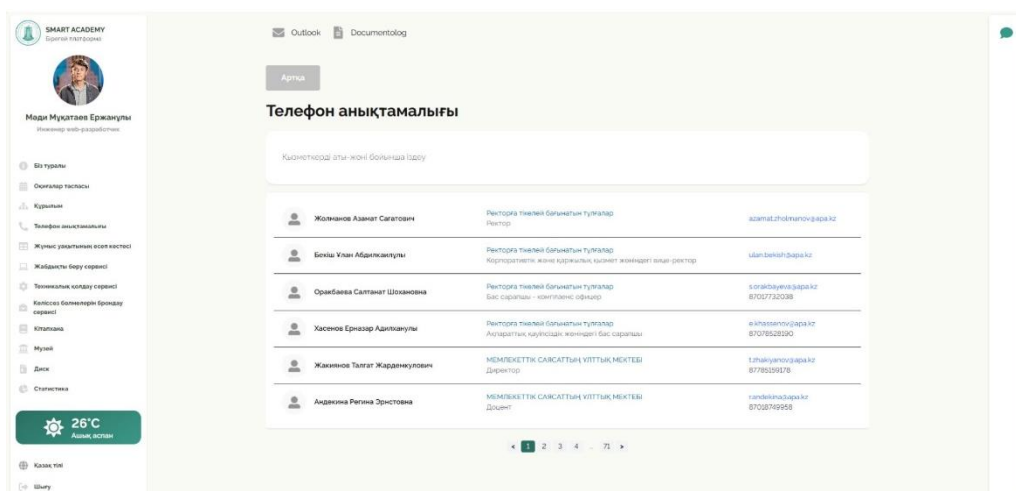 SMART ACADEMY
Бірегей платформа
Мади Мұқатаев Ержанұлы
Инженер web-разработчик
Біз туралы
Оқиғалар таспасы
Құрылым
Телефон анықтамалығы
Жұмыс уақытының есеп кестесі
Жабдықты беру сервисі
Техникалық қолдау сервисі
Келіссөз бөлмелерін брондау
сервисі
Кітапхана
Музей
Диск
Статистика
26°C
Ашық аспан
Қазақ тілі
Шығу
Outlook
Documentolog
Артқа
Телефон анықтамалығы
Қызметкерді аты-жөні бойынша іздеу
Жолманов Азамат Сагатович
Ректорға тікелей бағынатын тұлғалар
Ректор
azamat.zholmanov@apa.kz
Бекіш Ұлан Абдилкаилұлы
Ректорға тікелей бағынатын тұлғалар
Корпоративтік және қаржылық қызмет жөніндегі вице-ректор
ulan.bekish@apa.kz
Оракбаева Салтанат Шохановна
Ректорға тікелей бағынатын тұлғалар
Бас сарапшы - комплаенс офицер
s.orakbayeva@apa.kz
87017732038
Хасенов Ерназар Адилханулы
Ректорға тікелей бағынатын тұлғалар
Ақпараттық қауіпсіздік жөніндегі бас сарапшы
e.khassenov@apa.kz
87078528190
Жакиянов Талгат Жардемкулович
МЕМЛЕКЕТТІК САЯСАТТЫҢ ҰЛТТЫҚ МЕКТЕБІ
Директор
t.zhakiyanov@apa.kz
87785159178
Андекина Регина Эрнстовна
МЕМЛЕКЕТТІК САЯСАТТЫҢ ҰЛТТЫҚ МЕКТЕБІ
Доцент
r.andekina@apa.kz
87018749958
« 1 2 3 4 ... 71 »